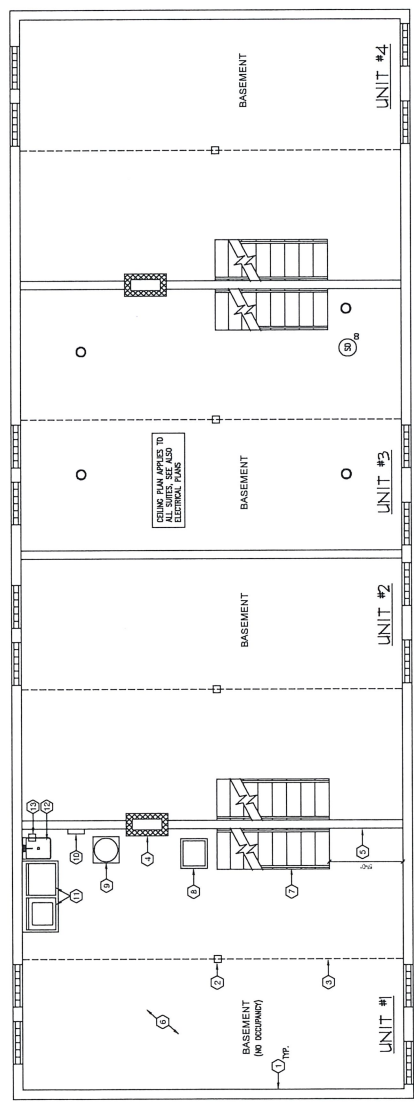 BASEMENT
(NO OCCUPANCY)
UNIT #1
1
TYP.
2
3
4
5
6
7
8
9
10
11
12
13
BASEMENT
UNIT #2
CEILING PLAN APPLIES TO
ALL SUITES, SEE ALSO
ELECTRICAL PLANS
BASEMENT
UNIT #3
SD
BASEMENT
UNIT #4